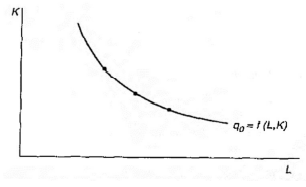 K
q₀ = f (L,K)
L